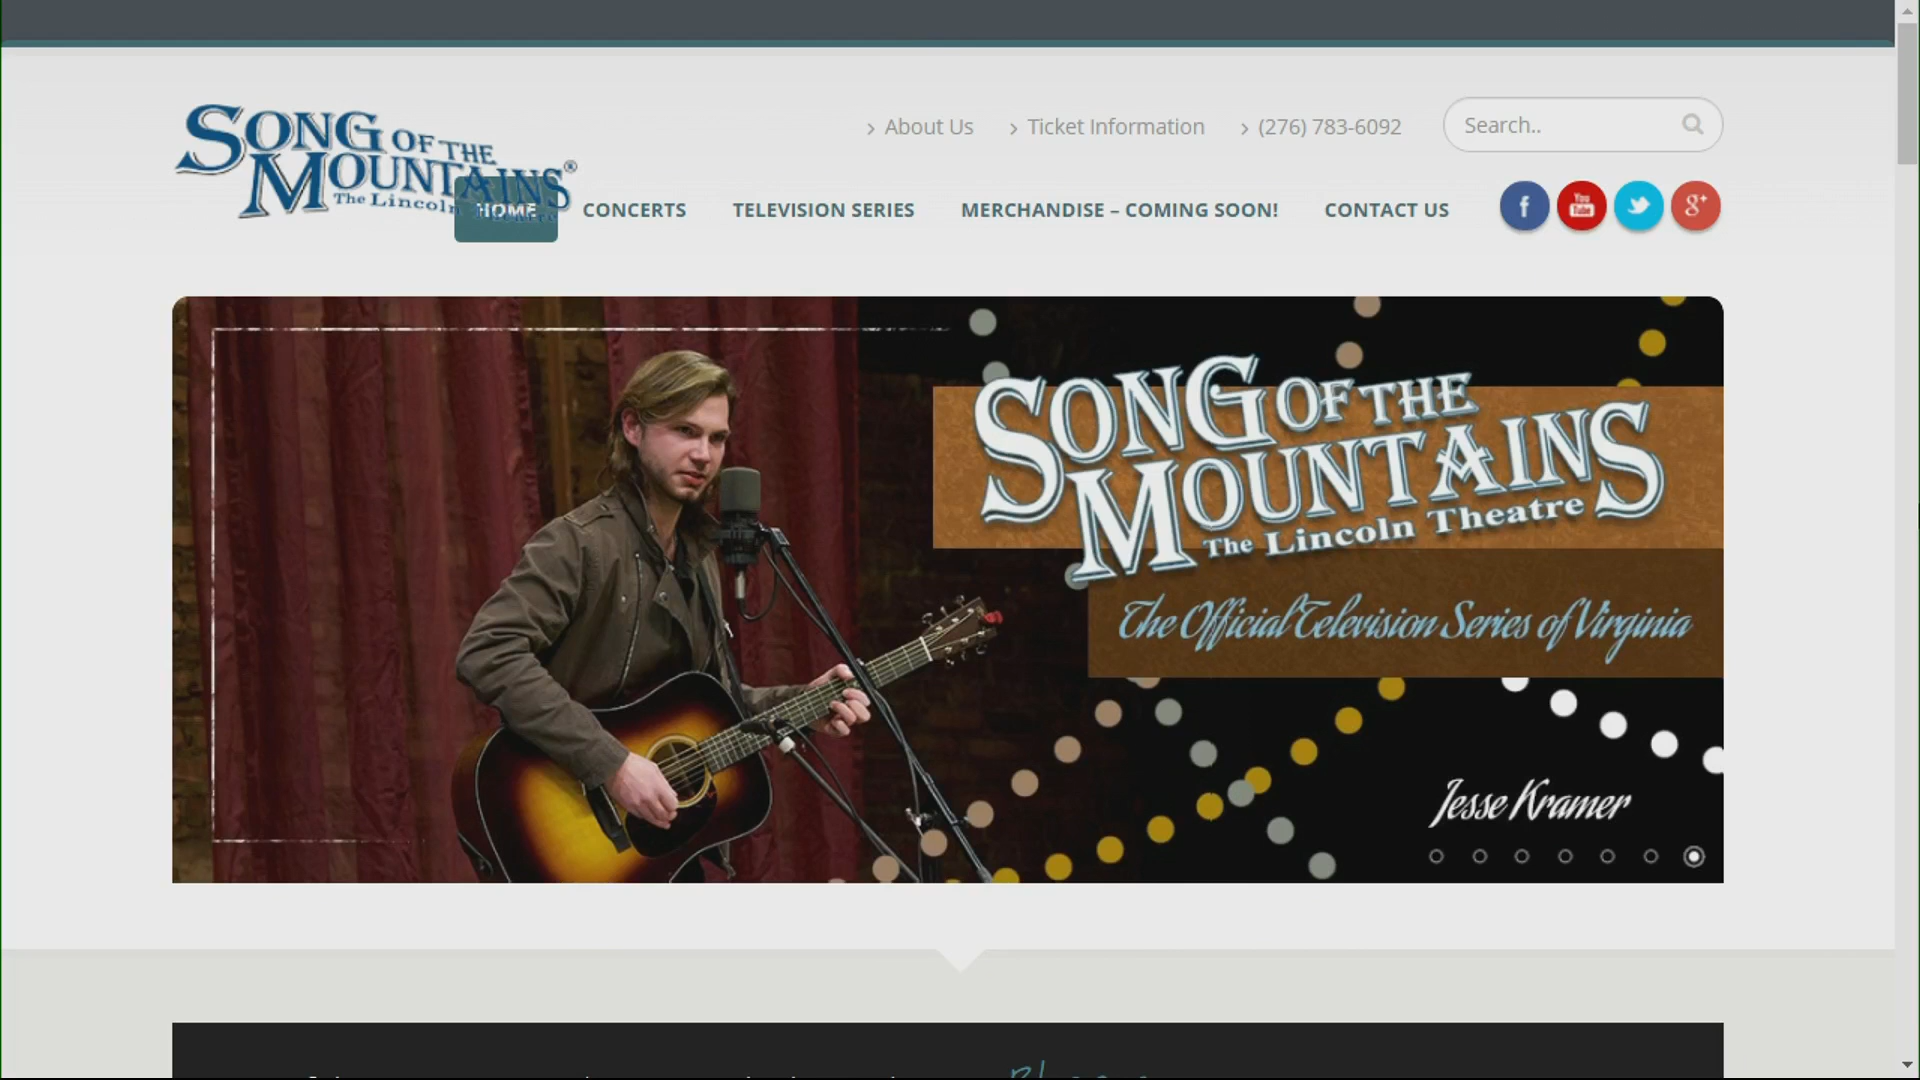 About Us
Ticket Information
(276) 783-6092
Search..
SONG OF THE
MOUNTAINS®
The Lincoln
HOME
CONCERTS
TELEVISION SERIES
MERCHANDISE – COMING SOON!
CONTACT US
f
You
Tube
g+
SONG OF THE
MOUNTAINS
The Lincoln Theatre
The Official Television Series of Virginia
Jesse Kramer